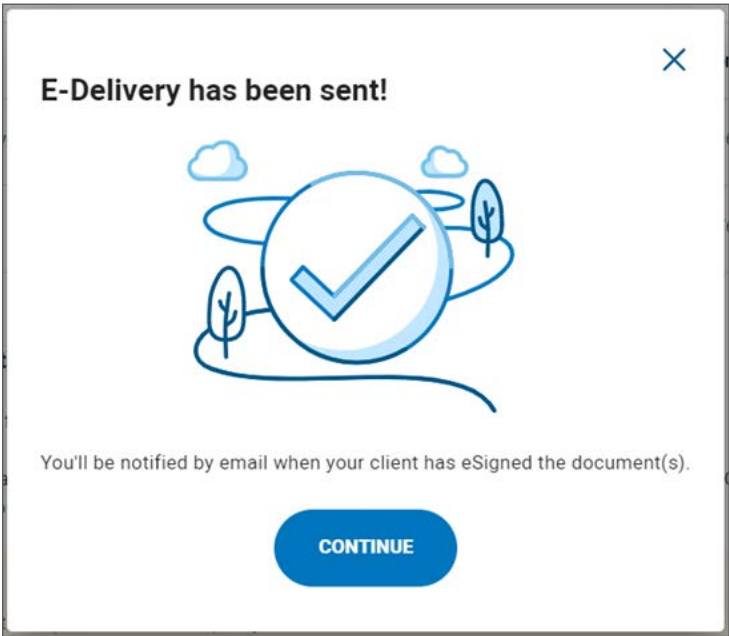 E-Delivery has been sent!
You'll be notified by email when your client has eSigned the document(s).
CONTINUE